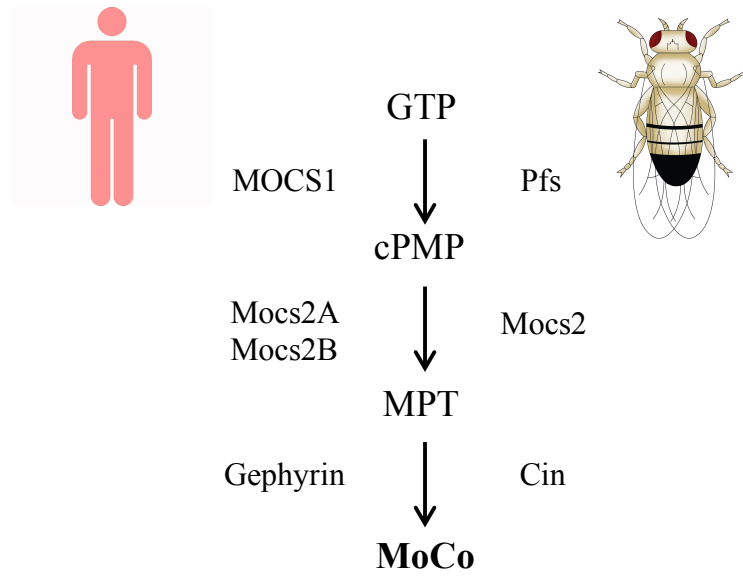 GTP
MOCS1
Pfs
cPMP
Mocs2A
Mocs2B
Mocs2
MPT
Gephyrin
Cin
MoCo